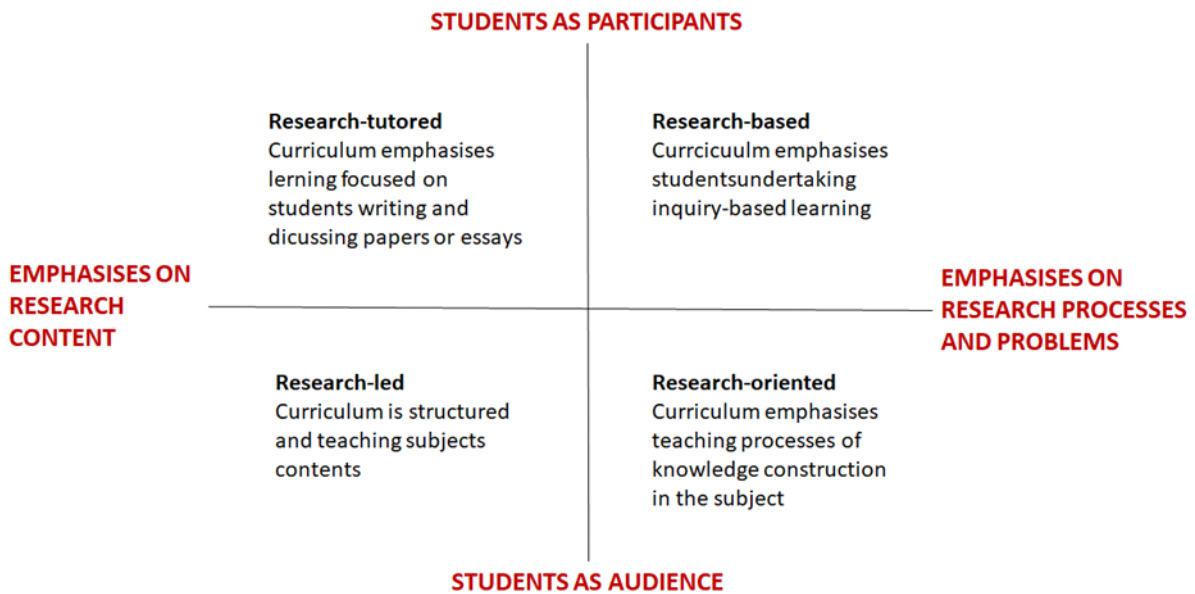 STUDENTS AS PARTICIPANTS
Research-tutored
Curriculum emphasises
lerning focused on
students writing and
dicussing papers or essays
Research-based
Currcicuulm emphasises
studentsundertaking
inquiry-based learning
EMPHASISES ON
RESEARCH
CONTENT
EMPHASISES ON
RESEARCH PROCESSES
AND PROBLEMS
Research-led
Curriculum is structured
and teaching subjects
contents
Research-oriented
Curriculum emphasises
teaching processes of
knowledge construction
in the subject
STUDENTS AS AUDIENCE